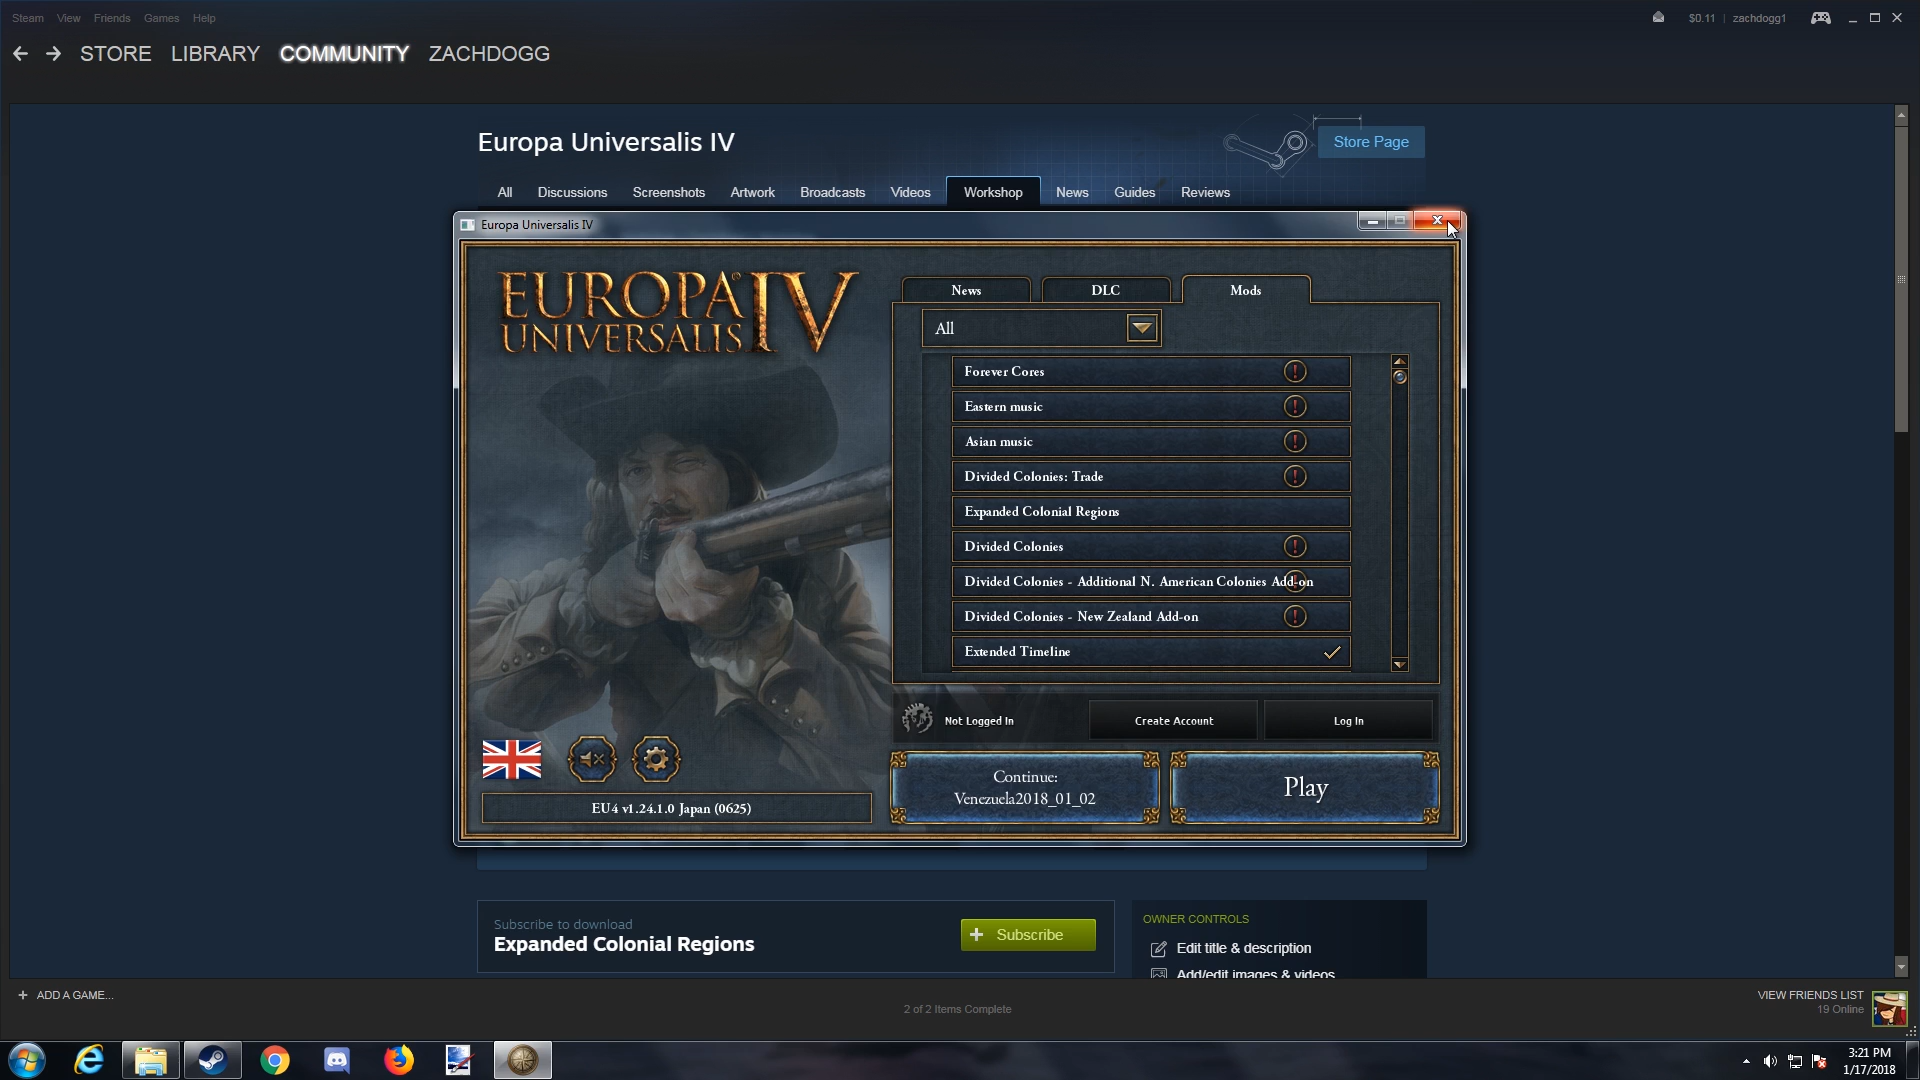 Steam View Friends Games Help
$0.11 | zachdogg1
STORE LIBRARY COMMUNITY ZACHDOGG
Europa Universalis IV
Store Page
All Discussions Screenshots Artwork Broadcasts Videos Workshop News Guides Reviews
Europa Universalis IV
EUROPA IV
UNIVERSALIS
News DLC Mods
All
Forever Cores
Eastern music
Asian music
Divided Colonies: Trade
Expanded Colonial Regions
Divided Colonies
Divided Colonies - Additional N. American Colonies Add-on
Divided Colonies - New Zealand Add-on
Extended Timeline
Not Logged In
Create Account
Log In
Continue:
Venezuela2018_01_02
Play
EU4 v1.24.1.0 Japan (0625)
Subscribe to download
Expanded Colonial Regions
+ Subscribe
OWNER CONTROLS
Edit title & description
Add/edit images & videos
+ ADD A GAME...
2 of 2 Items Complete
VIEW FRIENDS LIST
19 Online
3:21 PM
1/17/2018